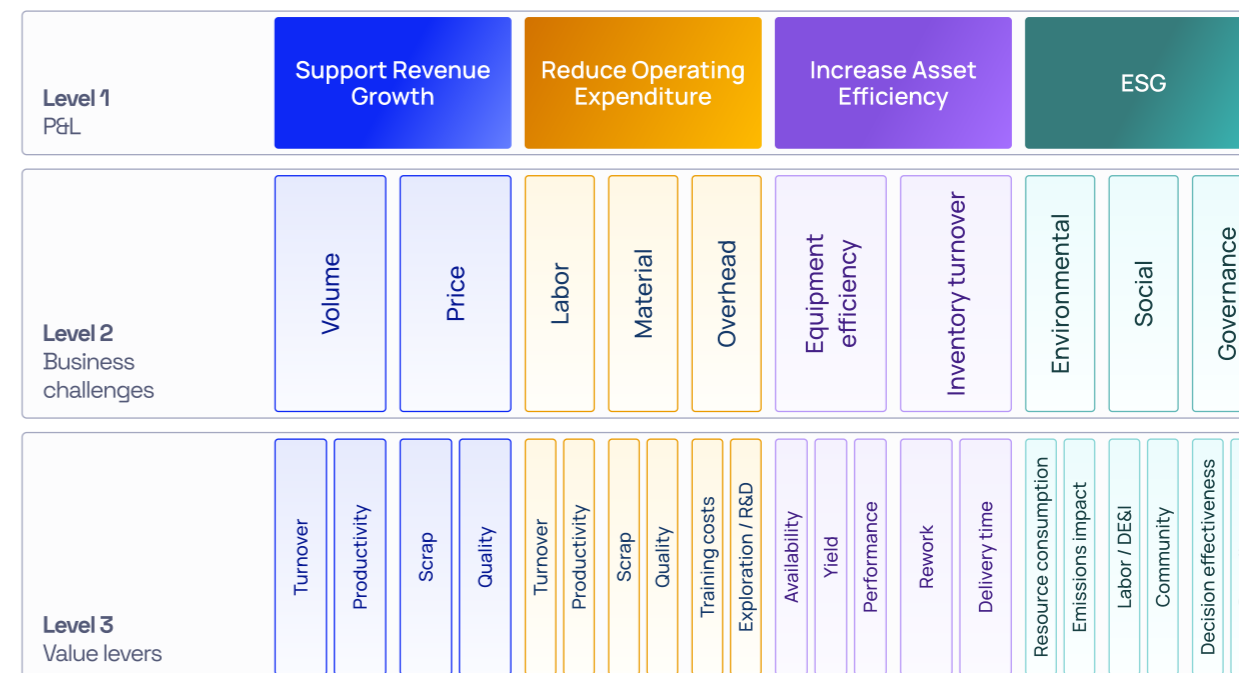 Level 1
P&L
Support Revenue
Growth
Reduce Operating
Expenditure
Increase Asset
Efficiency
ESG
Level 2
Business
challenges
Volume
Price
Labor
Material
Overhead
Equipment
efficiency
Inventory turnover
Environmental
Social
Governance
Level 3
Value levers
Turnover
Productivity
Scrap
Quality
Turnover
Productivity
Scrap
Quality
Training costs
Exploration / R&D
Availability
Yield
Performance
Rework
Delivery time
Resource consumption
Emissions impact
Labor / DE&I
Community
Decision effectiveness